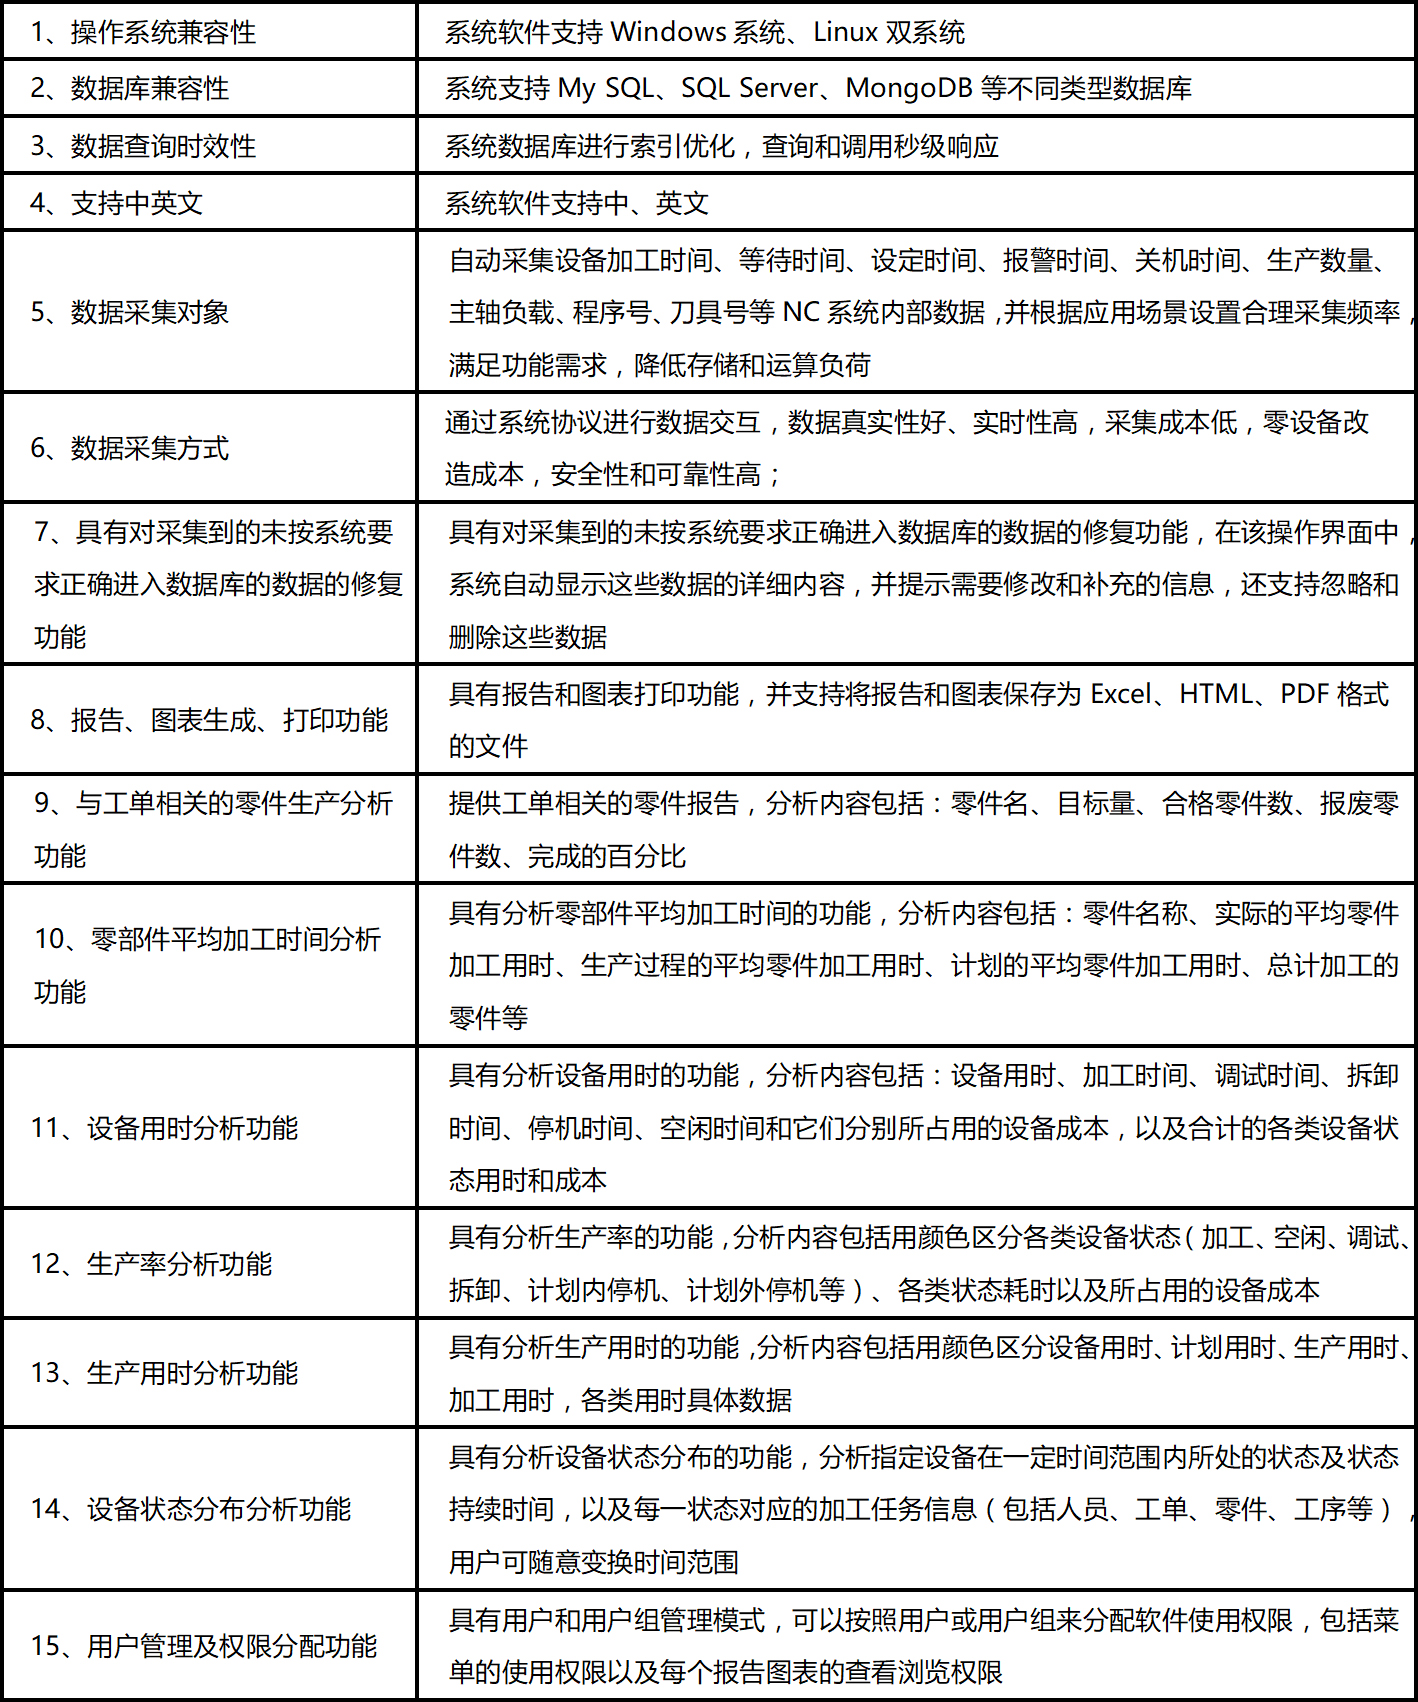 1、操作系统兼容性
系统软件支持 Windows 系统、Linux 双系统
2、数据库兼容性
系统支持 My SQL、SQL Server、MongoDB 等不同类型数据库
3、数据查询时效性
系统数据库进行索引优化，查询和调用秒级响应
4、支持中英文
系统软件支持中、英文
5、数据采集对象
自动采集设备加工时间、等待时间、设定时间、报警时间、关机时间、生产数量、
主轴负载、程序号、刀具号等 NC 系统内部数据，并根据应用场景设置合理采集频率，
满足功能需求，降低存储和运算负荷
6、数据采集方式
通过系统协议进行数据交互，数据真实性好、实时性高，采集成本低，零设备改
造成本，安全性和可靠性高；
7、具有对采集到的未按系统要
求正确进入数据库的数据的修复
功能
具有对采集到的未按系统要求正确进入数据库的数据的修复功能，在该操作界面中，
系统自动显示这些数据的详细内容，并提示需要修改和补充的信息，还支持忽略和
删除这些数据
8、报告、图表生成、打印功能
具有报告和图表打印功能，并支持将报告和图表保存为 Excel、HTML、PDF 格式
的文件
9、与工单相关的零件生产分析
功能
提供工单相关的零件报告，分析内容包括：零件名、目标量、合格零件数、报废零
件数、完成的百分比
10、零部件平均加工时间分析
功能
具有分析零部件平均加工时间的功能，分析内容包括：零件名称、实际的平均零件
加工用时、生产过程的平均零件加工用时、计划的平均零件加工用时、总计加工的
零件等
11、设备用时分析功能
具有分析设备用时的功能，分析内容包括：设备用时、加工时间、调试时间、拆卸
时间、停机时间、空闲时间和它们分别所占用的设备成本，以及合计的各类设备状
态用时和成本
12、生产率分析功能
具有分析生产率的功能，分析内容包括用颜色区分各类设备状态（加工、空闲、调试、
拆卸、计划内停机、计划外停机等）、各类状态耗时以及所占用的设备成本
13、生产用时分析功能
具有分析生产用时的功能，分析内容包括用颜色区分设备用时、计划用时、生产用时、
加工用时，各类用时具体数据
14、设备状态分布分析功能
具有分析设备状态分布的功能，分析指定设备在一定时间范围内所处的状态及状态
持续时间，以及每一状态对应的加工任务信息（包括人员、工单、零件、工序等），
用户可随意变换时间范围
15、用户管理及权限分配功能
具有用户和用户组管理模式，可以按照用户或用户组来分配软件使用权限，包括菜
单的使用权限以及每个报告图表的查看浏览权限